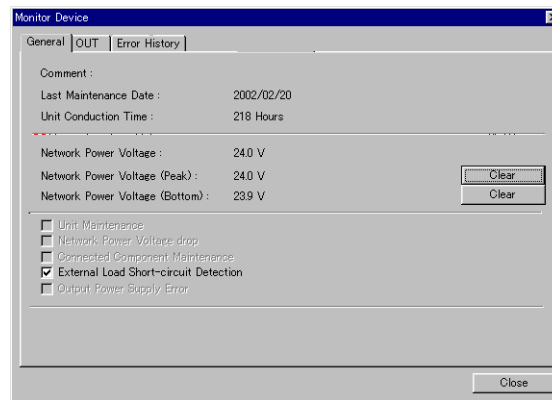 Monitor Device
General OUT Error History
Comment :
Last Maintenance Date : 2002/02/20
Unit Conduction Time : 218 Hours
Network Power Voltage : 24.0 V
Network Power Voltage (Peak) : 24.0 V Clear
Network Power Voltage (Bottom) : 23.9 V Clear
Unit Maintenance
Network Power Voltage drop
Connected Component Maintenance
External Load Short-circuit Detection
Output Power Supply Error
Close